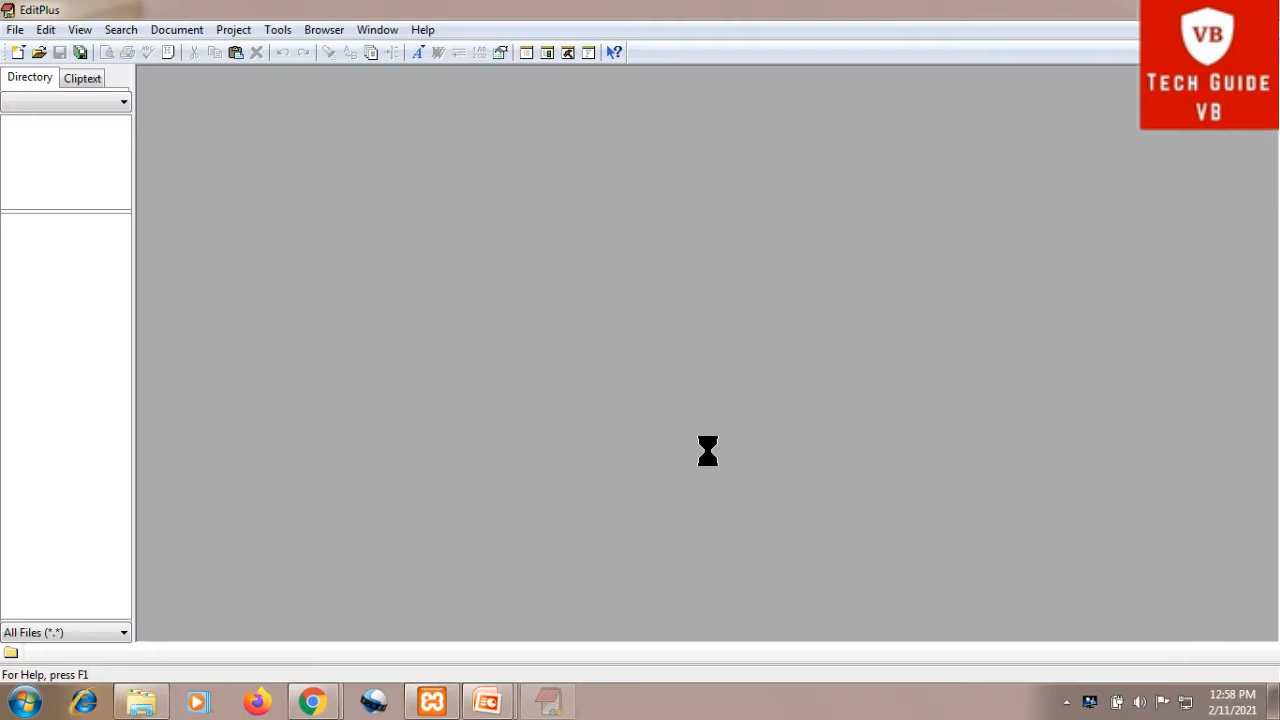 EditPlus
File Edit View Search Document Project Tools Browser Window Help
VB
TECH GUIDE
VB
Directory Cliptext
All Files (*.*)
For Help, press F1
12:58 PM
2/11/2021